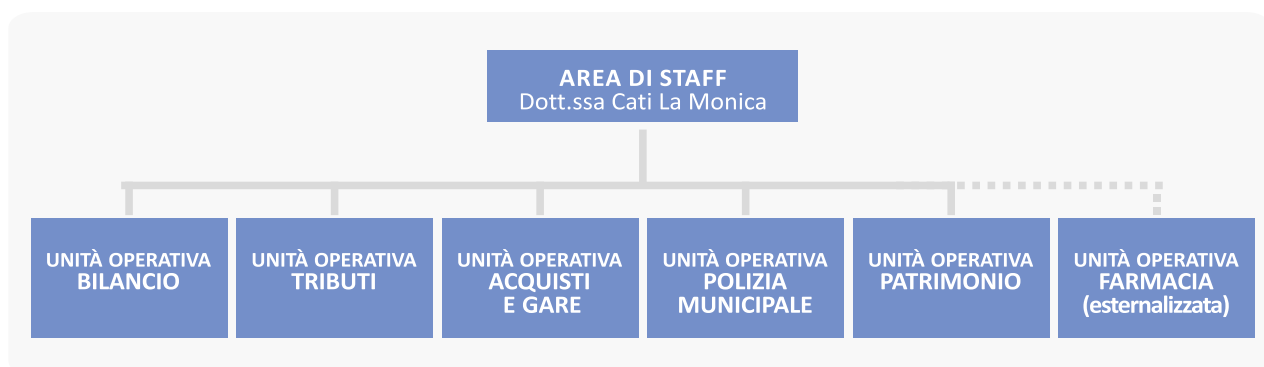 AREA DI STAFF
Dott.ssa Cati La Monica
UNITÀ OPERATIVA
BILANCIO
UNITÀ OPERATIVA
TRIBUTI
UNITÀ OPERATIVA
ACQUISTI
E GARE
UNITÀ OPERATIVA
POLIZIA
MUNICIPALE
UNITÀ OPERATIVA
PATRIMONIO
UNITÀ OPERATIVA
FARMACIA
(esternalizzata)